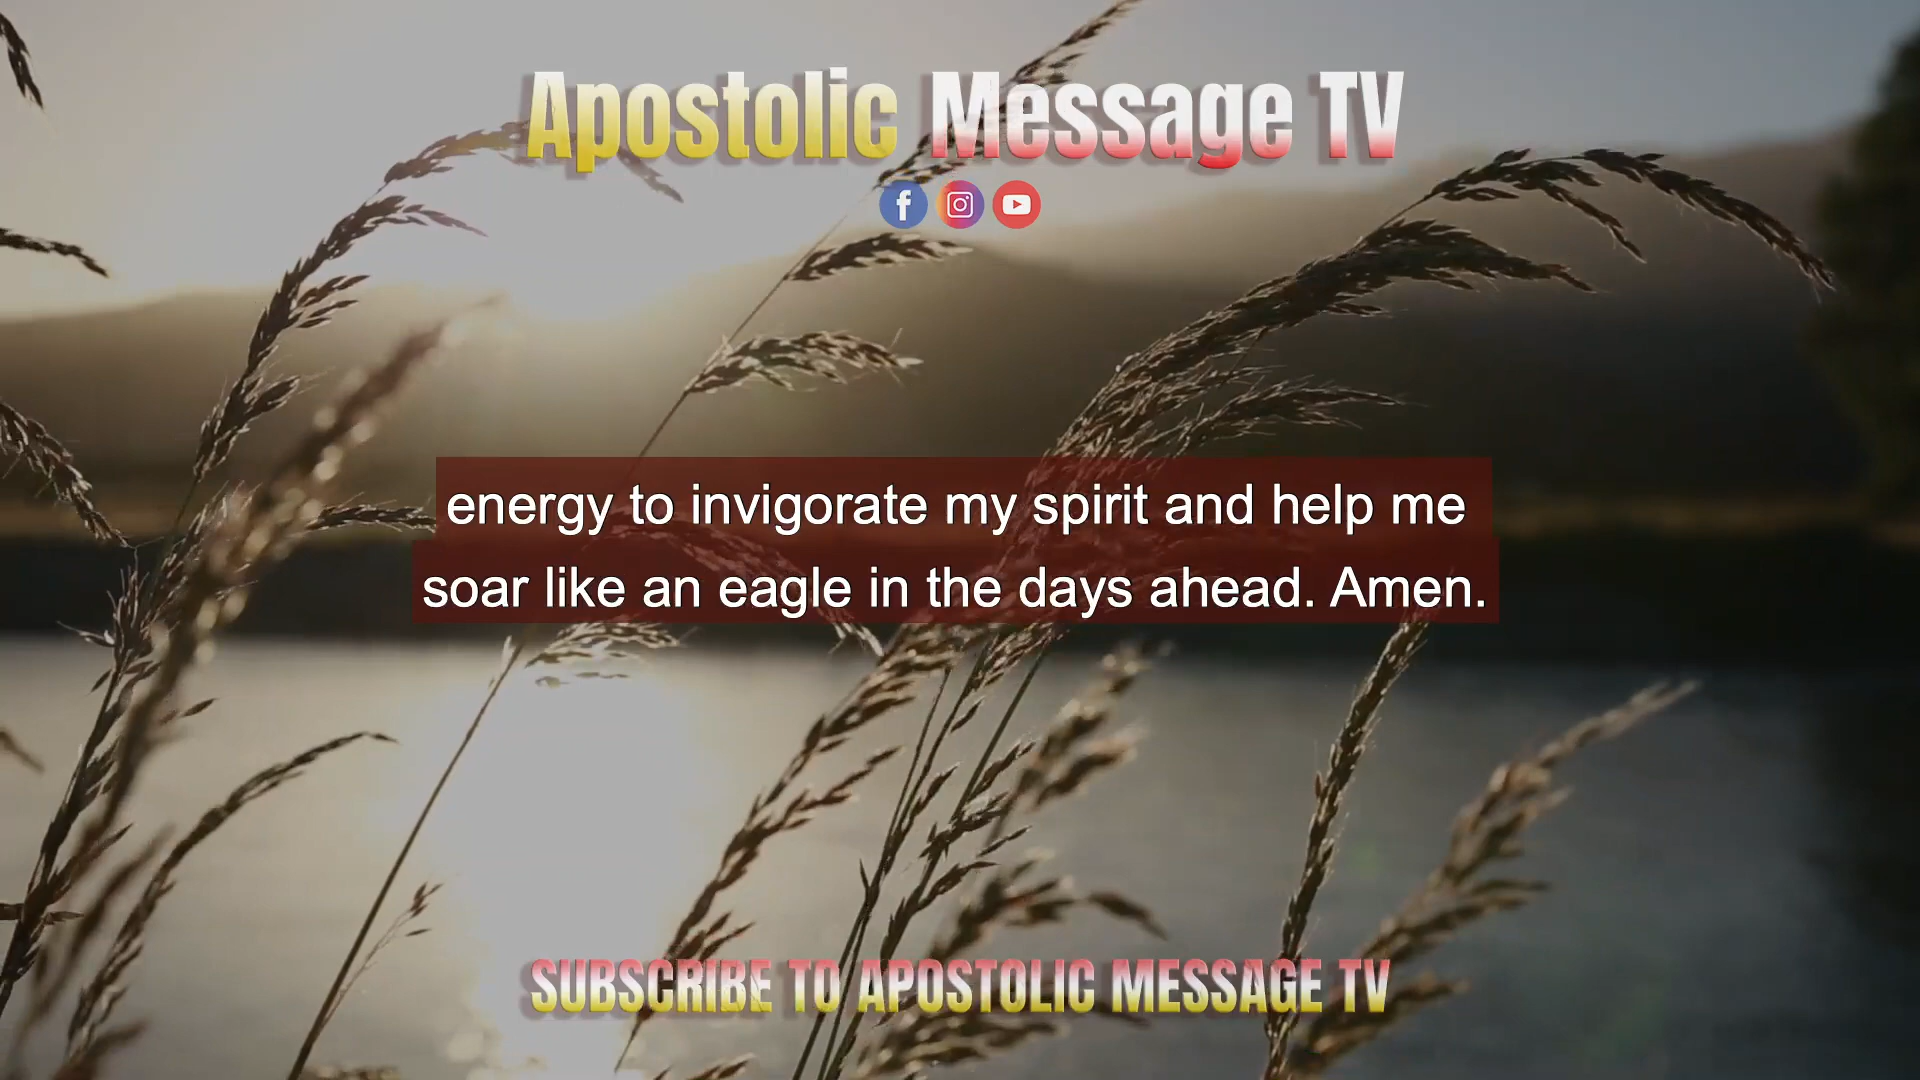 Apostolic Message TV
energy to invigorate my spirit and help me
soar like an eagle in the days ahead. Amen.
SUBSCRIBE TO APOSTOLIC MESSAGE TV